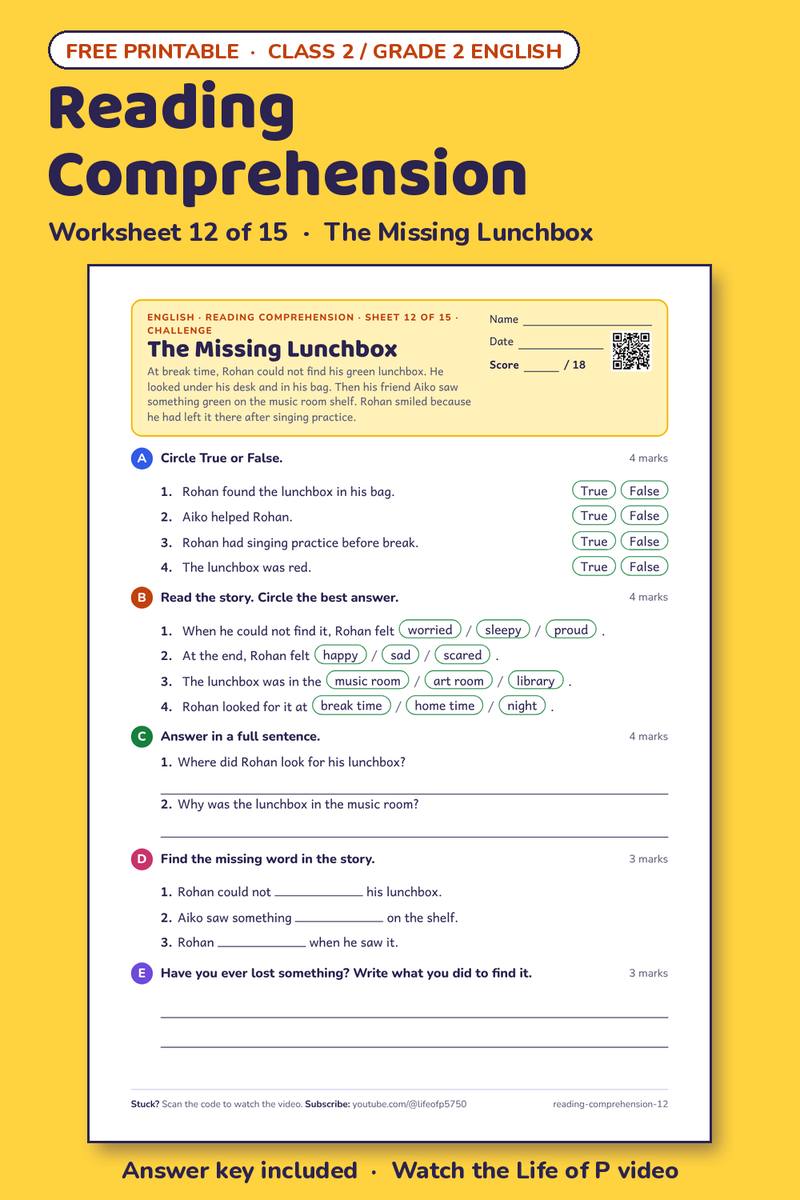 FREE PRINTABLE · CLASS 2 / GRADE 2 ENGLISH
Reading
Comprehension
Worksheet 12 of 15 · The Missing Lunchbox
ENGLISH · READING COMPREHENSION · SHEET 12 OF 15 ·
CHALLENGE
The Missing Lunchbox
At break time, Rohan could not find his green lunchbox. He
looked under his desk and in his bag. Then his friend Aiko saw
something green on the music room shelf. Rohan smiled because
he had left it there after singing practice.
Name
Date
Score ______ / 18
A Circle True or False. 4 marks
1. Rohan found the lunchbox in his bag. True False
2. Aiko helped Rohan. True False
3. Rohan had singing practice before break. True False
4. The lunchbox was red. True False
B Read the story. Circle the best answer. 4 marks
1. When he could not find it, Rohan felt worried / sleepy / proud .
2. At the end, Rohan felt happy / sad / scared .
3. The lunchbox was in the music room / art room / library .
4. Rohan looked for it at break time / home time / night .
C Answer in a full sentence. 4 marks
1. Where did Rohan look for his lunchbox?
2. Why was the lunchbox in the music room?
D Find the missing word in the story. 3 marks
1. Rohan could not ____________ his lunchbox.
2. Aiko saw something ____________ on the shelf.
3. Rohan ____________ when he saw it.
E Have you ever lost something? Write what you did to find it. 3 marks
Stuck? Scan the code to watch the video. Subscribe: youtube.com/@lifeofp5750
reading-comprehension-12
Answer key included · Watch the Life of P video